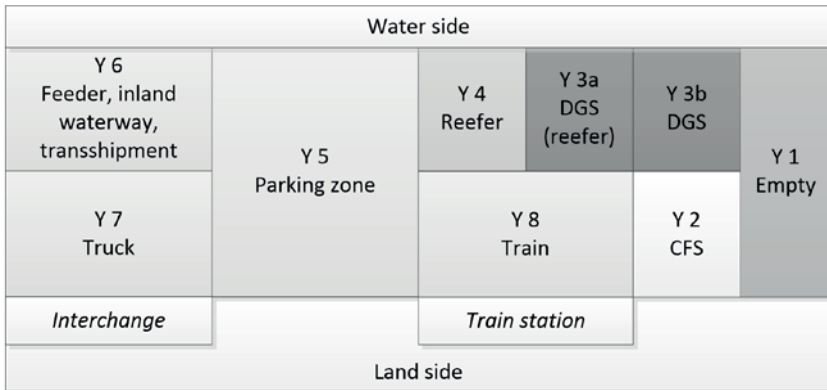 Water side
Y 6
Feeder, inland
waterway,
transshipment
Y 5
Parking zone
Y 4
Reefer
Y 3a
DGS
(reefer)
Y 3b
DGS
Y 1
Empty
Y 7
Truck
Y 8
Train
Y 2
CFS
Interchange
Train station
Land side